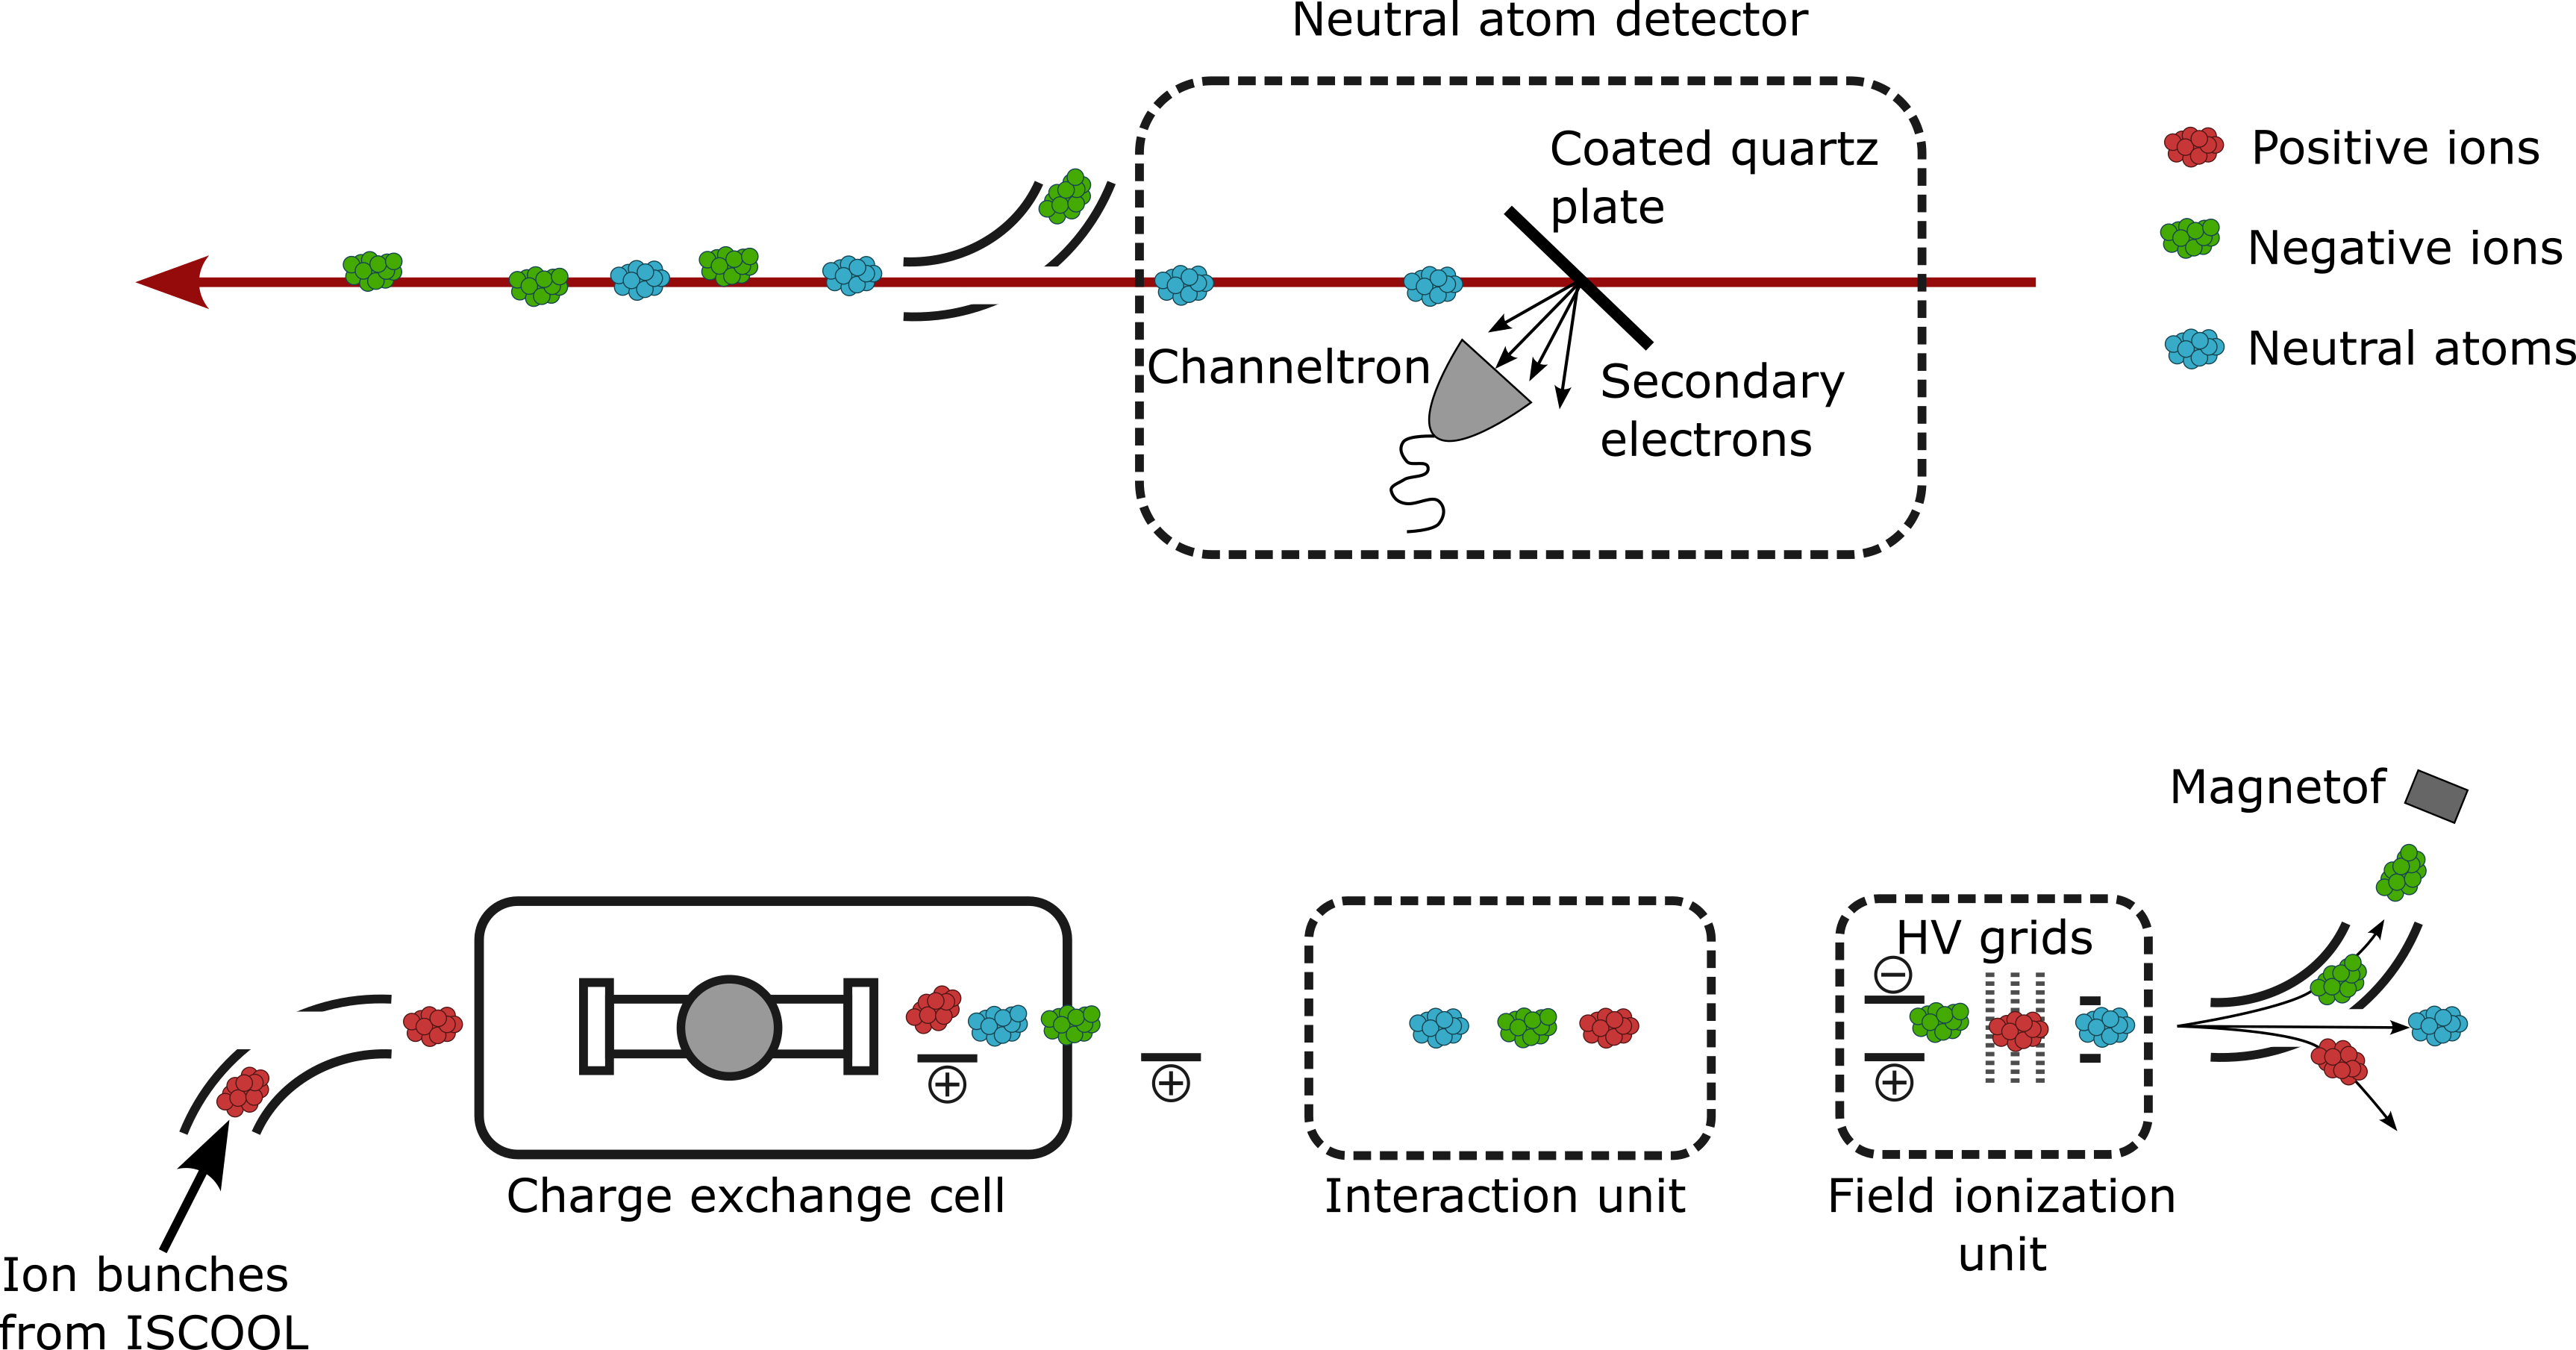 Neutral atom detector
Coated quartz
plate
Channeltron
Secondary
electrons
Positive ions
Negative ions
Neutral atoms
Magnetof
HV grids
−
+
+
+
Charge exchange cell
Interaction unit
Field ionization
unit
Ion bunches
from ISCOOL